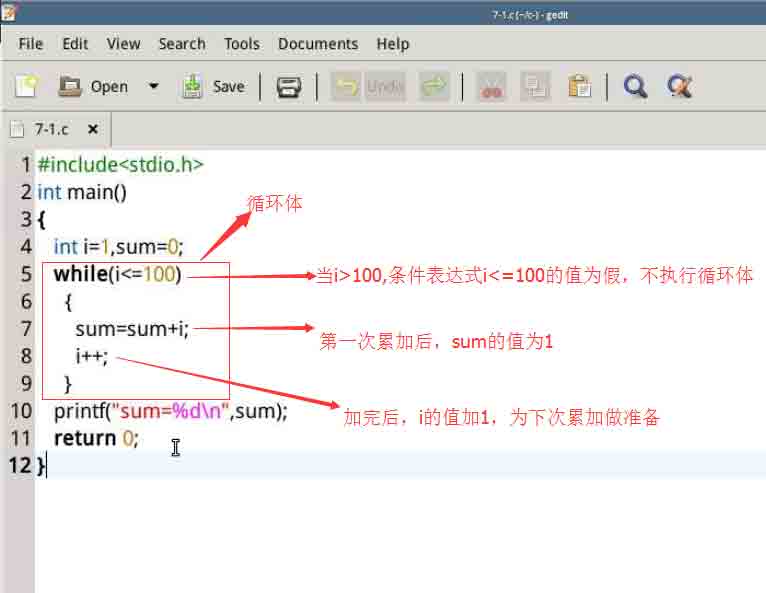 7-1.c (~/c-) - gedit
File Edit View Search Tools Documents Help
Open Save Undo
7-1.c ×
1 #include<stdio.h>
2 int main()
循环体
3 {
4 int i=1,sum=0;
5 while(i<=100)
当i>100,条件表达式i<=100的值为假，不执行循环体
6 {
7 sum=sum+i;
第一次累加后，sum的值为1
8 i++;
9 }
10 printf("sum=%d\n",sum);
加完后，i的值加1，为下次累加做准备
11 return 0;
12 }